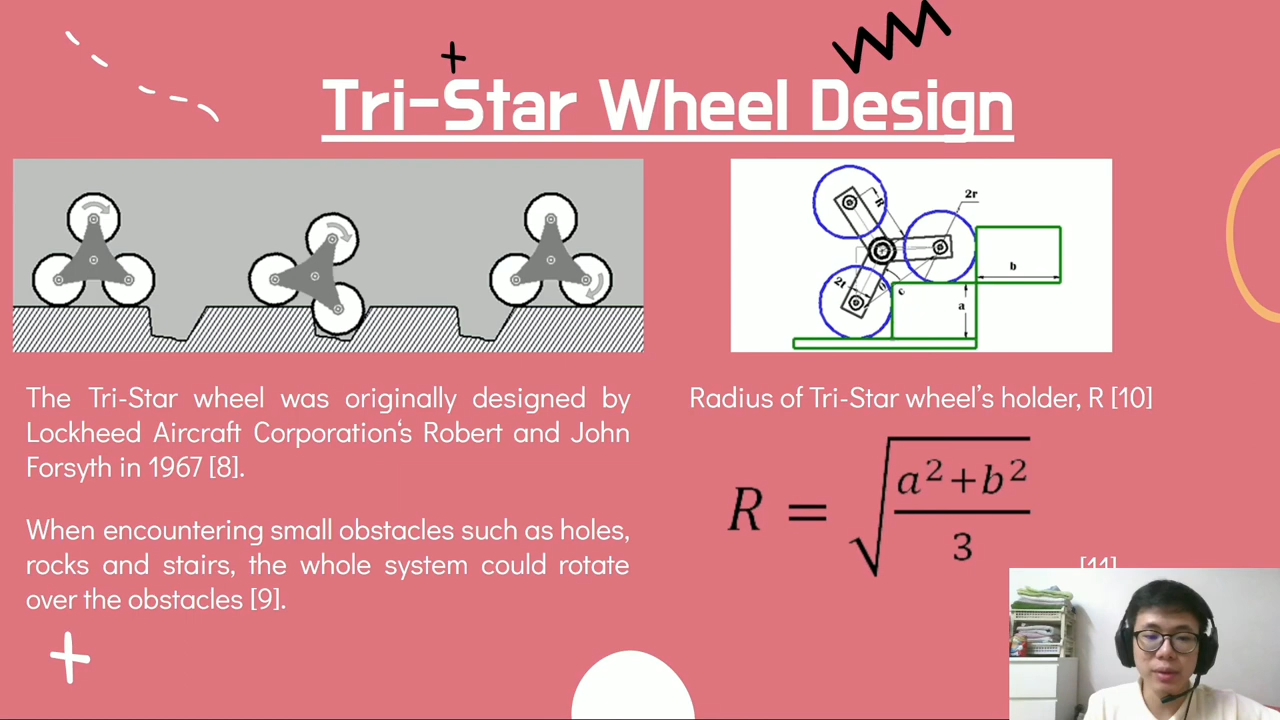 Tri-Star Wheel Design
2r
R
b
2t
c
a
The Tri-Star wheel was originally designed by
Lockheed Aircraft Corporation‘s Robert and John
Forsyth in 1967 [8].
When encountering small obstacles such as holes,
rocks and stairs, the whole system could rotate
over the obstacles [9].
Radius of Tri-Star wheel’s holder, R [10]
R = √((a² + b²) / 3)
[11]